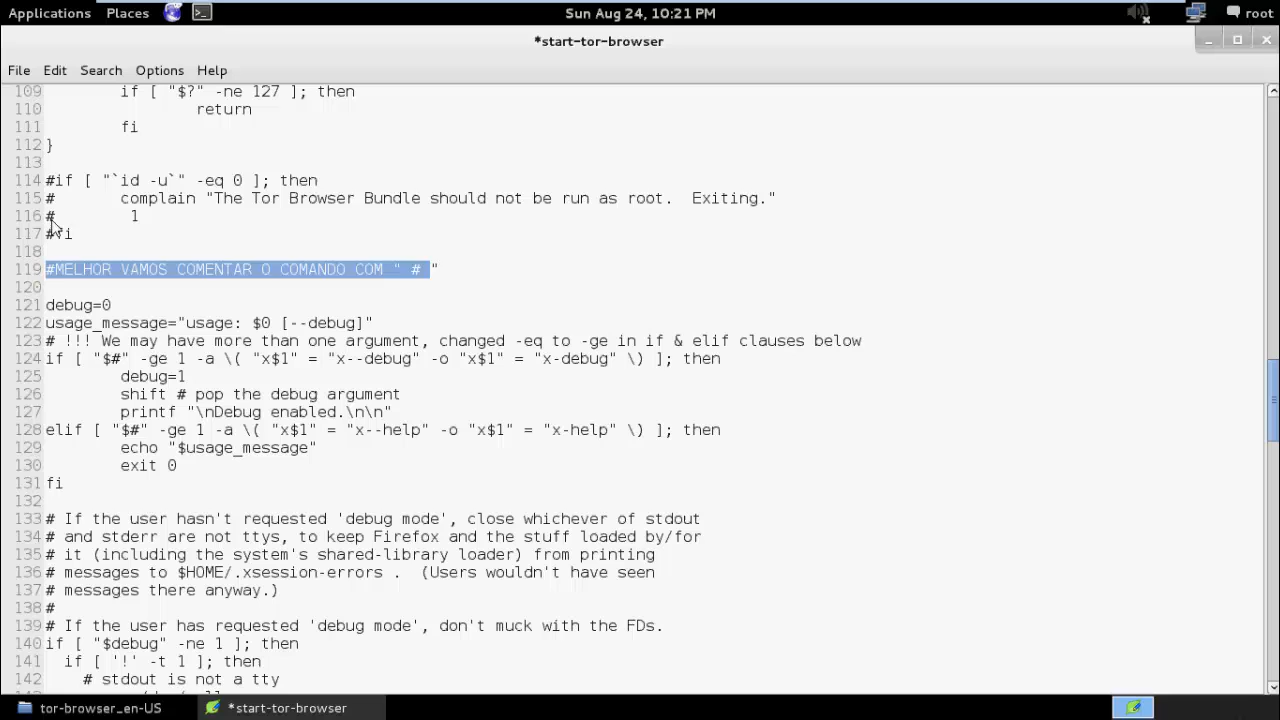 Applications Places Sun Aug 24, 10:21 PM root
*start-tor-browser
File Edit Search Options Help
109 if [ "$?" -ne 127 ]; then
110 return
111 fi
112 }
113
114 #if [ "`id -u`" -eq 0 ]; then
115 # complain "The Tor Browser Bundle should not be run as root.  Exiting."
116 # 1
117 #fi
118
119 #MELHOR VAMOS COMENTAR O COMANDO COM " # "
120
121 debug=0
122 usage_message="usage: $0 [--debug]"
123 # !!! We may have more than one argument, changed -eq to -ge in if & elif clauses below
124 if [ "$#" -ge 1 -a \( "x$1" = "x--debug" -o "x$1" = "x-debug" \) ]; then
125 debug=1
126 shift # pop the debug argument
127 printf "\nDebug enabled.\n\n"
128 elif [ "$#" -ge 1 -a \( "x$1" = "x--help" -o "x$1" = "x-help" \) ]; then
129 echo "$usage_message"
130 exit 0
131 fi
132
133 # If the user hasn't requested 'debug mode', close whichever of stdout
134 # and stderr are not ttys, to keep Firefox and the stuff loaded by/for
135 # it (including the system's shared-library loader) from printing
136 # messages to $HOME/.xsession-errors .  (Users wouldn't have seen
137 # messages there anyway.)
138 #
139 # If the user has requested 'debug mode', don't muck with the FDs.
140 if [ "$debug" -ne 1 ]; then
141 if [ '!' -t 1 ]; then
142 # stdout is not a tty
tor-browser_en-US *start-tor-browser